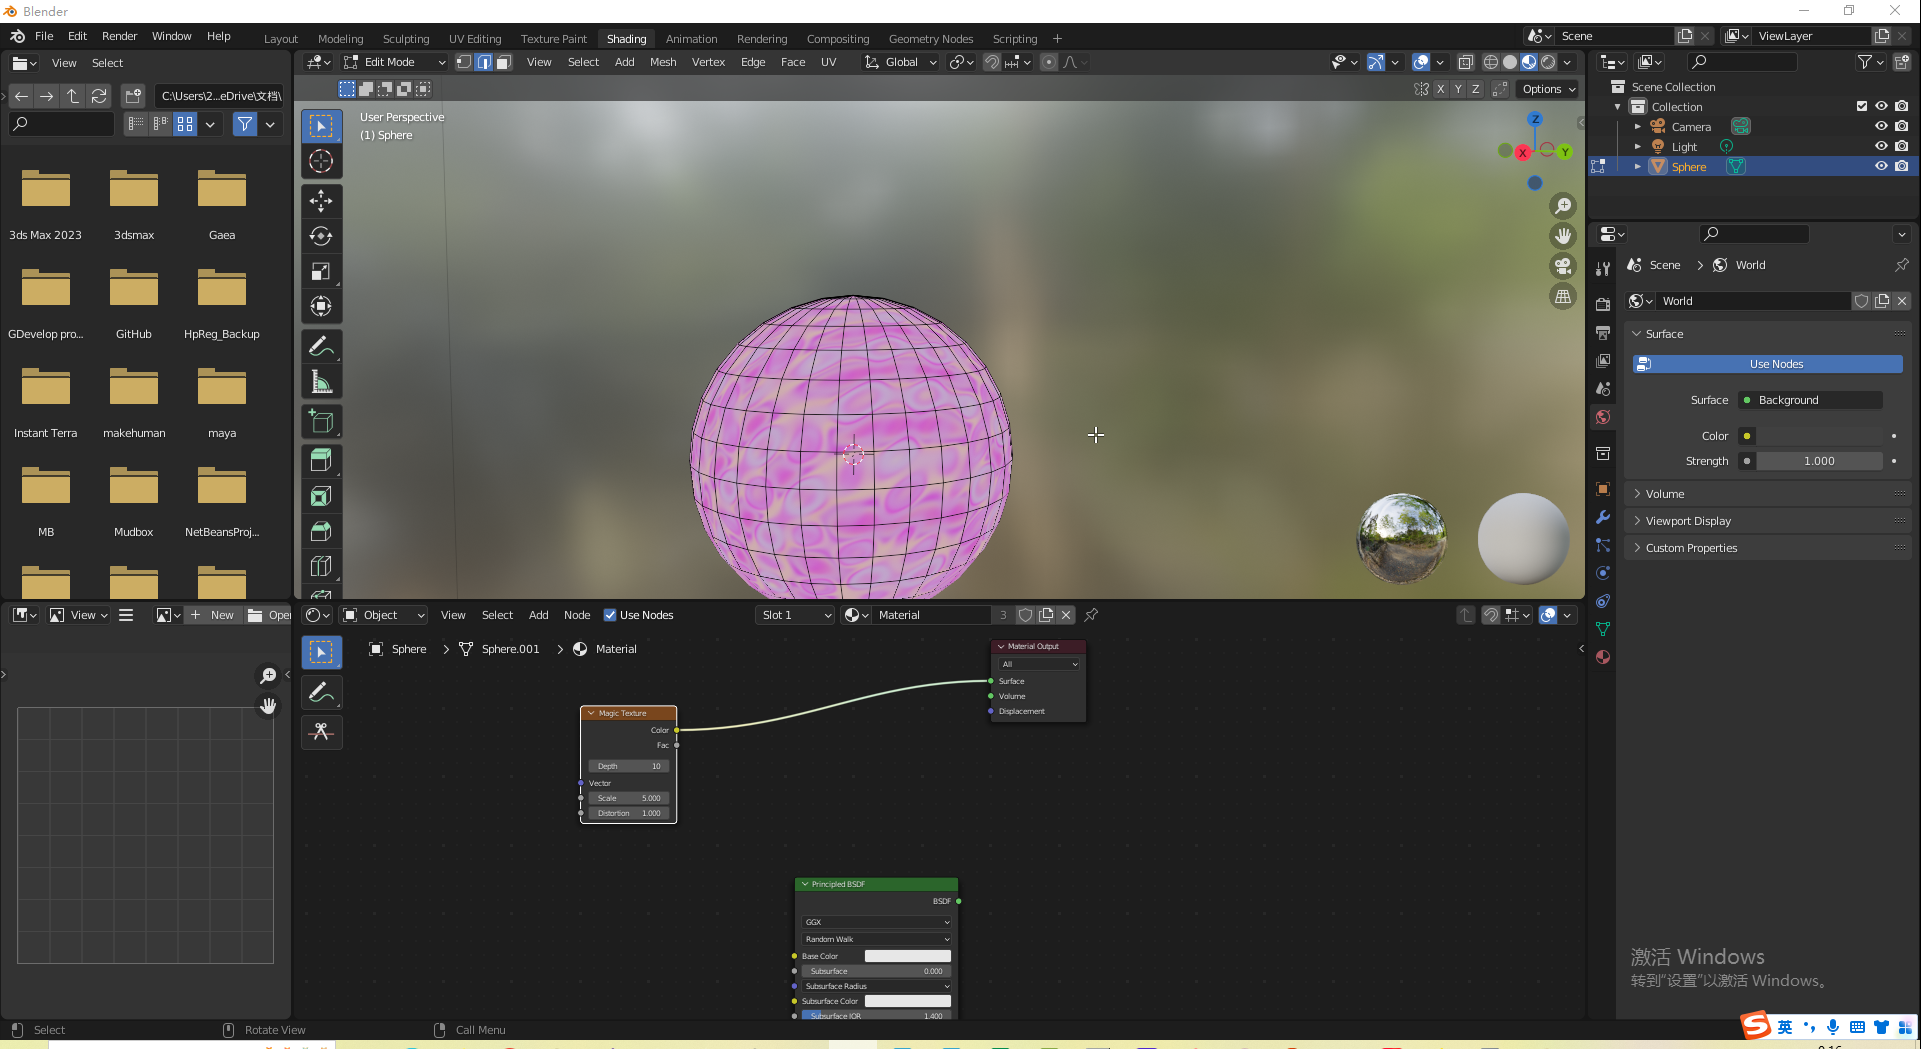 Blender
File Edit Render Window Help
Layout Modeling Sculpting UV Editing Texture Paint Shading Animation Rendering Compositing Geometry Nodes Scripting +
Scene
ViewLayer
View Select
C:\Users\2...eDrive\文档\
3ds Max 2023 3dsmax Gaea
GDevelop pro... GitHub HpReg_Backup
Instant Terra makehuman maya
MB Mudbox NetBeansProj...
Edit Mode View Select Add Mesh Vertex Edge Face UV Global
X Y Z Options
User Perspective
(1) Sphere
Z
X
Y
Scene Collection
Collection
Camera
Light
Sphere
Scene > World
World
Surface
Use Nodes
Surface Background
Color
Strength 1.000
Volume
Viewport Display
Custom Properties
View + New Open
Object View Select Add Node Use Nodes Slot 1 Material 3
Sphere > Sphere.001 > Material
Magic Texture
Color
Fac
Depth 10
Vector
Scale 5.000
Distortion 1.000
Material Output
All
Surface
Volume
Displacement
Principled BSDF
BSDF
GGX
Random Walk
Base Color
Subsurface 0.000
Subsurface Radius
Subsurface Color
Subsurface IOR 1.400
激活 Windows
转到“设置”以激活 Windows。
Select Rotate View Call Menu
英